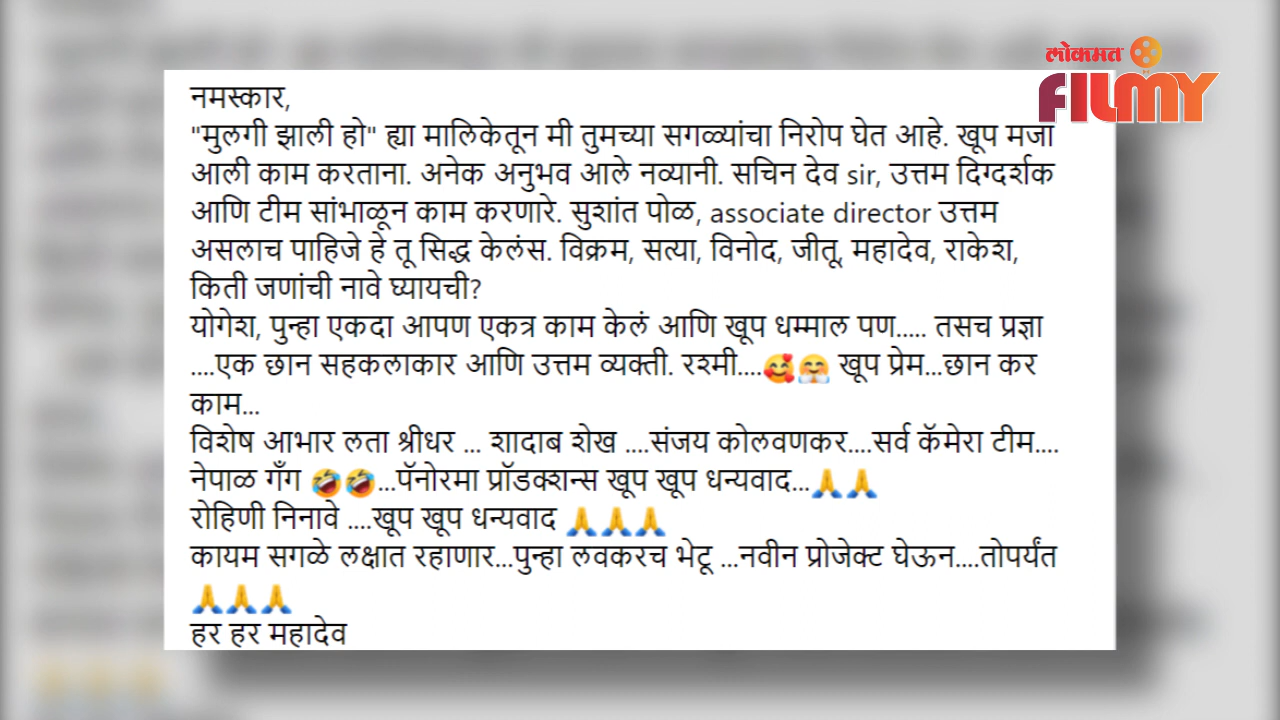 लोकमत
FILMY
नमस्कार,
"मुलगी झाली हो" ह्या मालिकेतून मी तुमच्या सगळ्यांचा निरोप घेत आहे. खूप मजा
आली काम करताना. अनेक अनुभव आले नव्यानी. सचिन देव sir, उत्तम दिग्दर्शक
आणि टीम सांभाळून काम करणारे. सुशांत पोळ, associate director उत्तम
असलाच पाहिजे हे तू सिद्ध केलंस. विक्रम, सत्या, विनोद, जीतू, महादेव, राकेश,
किती जणांची नावे घ्यायची?
योगेश, पुन्हा एकदा आपण एकत्र काम केलं आणि खूप धम्माल पण..... तसच प्रज्ञा
....एक छान सहकलाकार आणि उत्तम व्यक्ती. रश्मी....🥰🤗 खूप प्रेम...छान कर
काम...
विशेष आभार लता श्रीधर ... शादाब शेख ....संजय कोलवणकर....सर्व कॅमेरा टीम....
नेपाळ गँग 🤣🤣...पॅनोरमा प्रॉडक्शन्स खूप खूप धन्यवाद...🙏🙏
रोहिणी निनावे ....खूप खूप धन्यवाद 🙏🙏🙏
कायम सगळे लक्षात रहाणार...पुन्हा लवकरच भेटू ...नवीन प्रोजेक्ट घेऊन....तोपर्यंत
🙏🙏🙏
हर हर महादेव